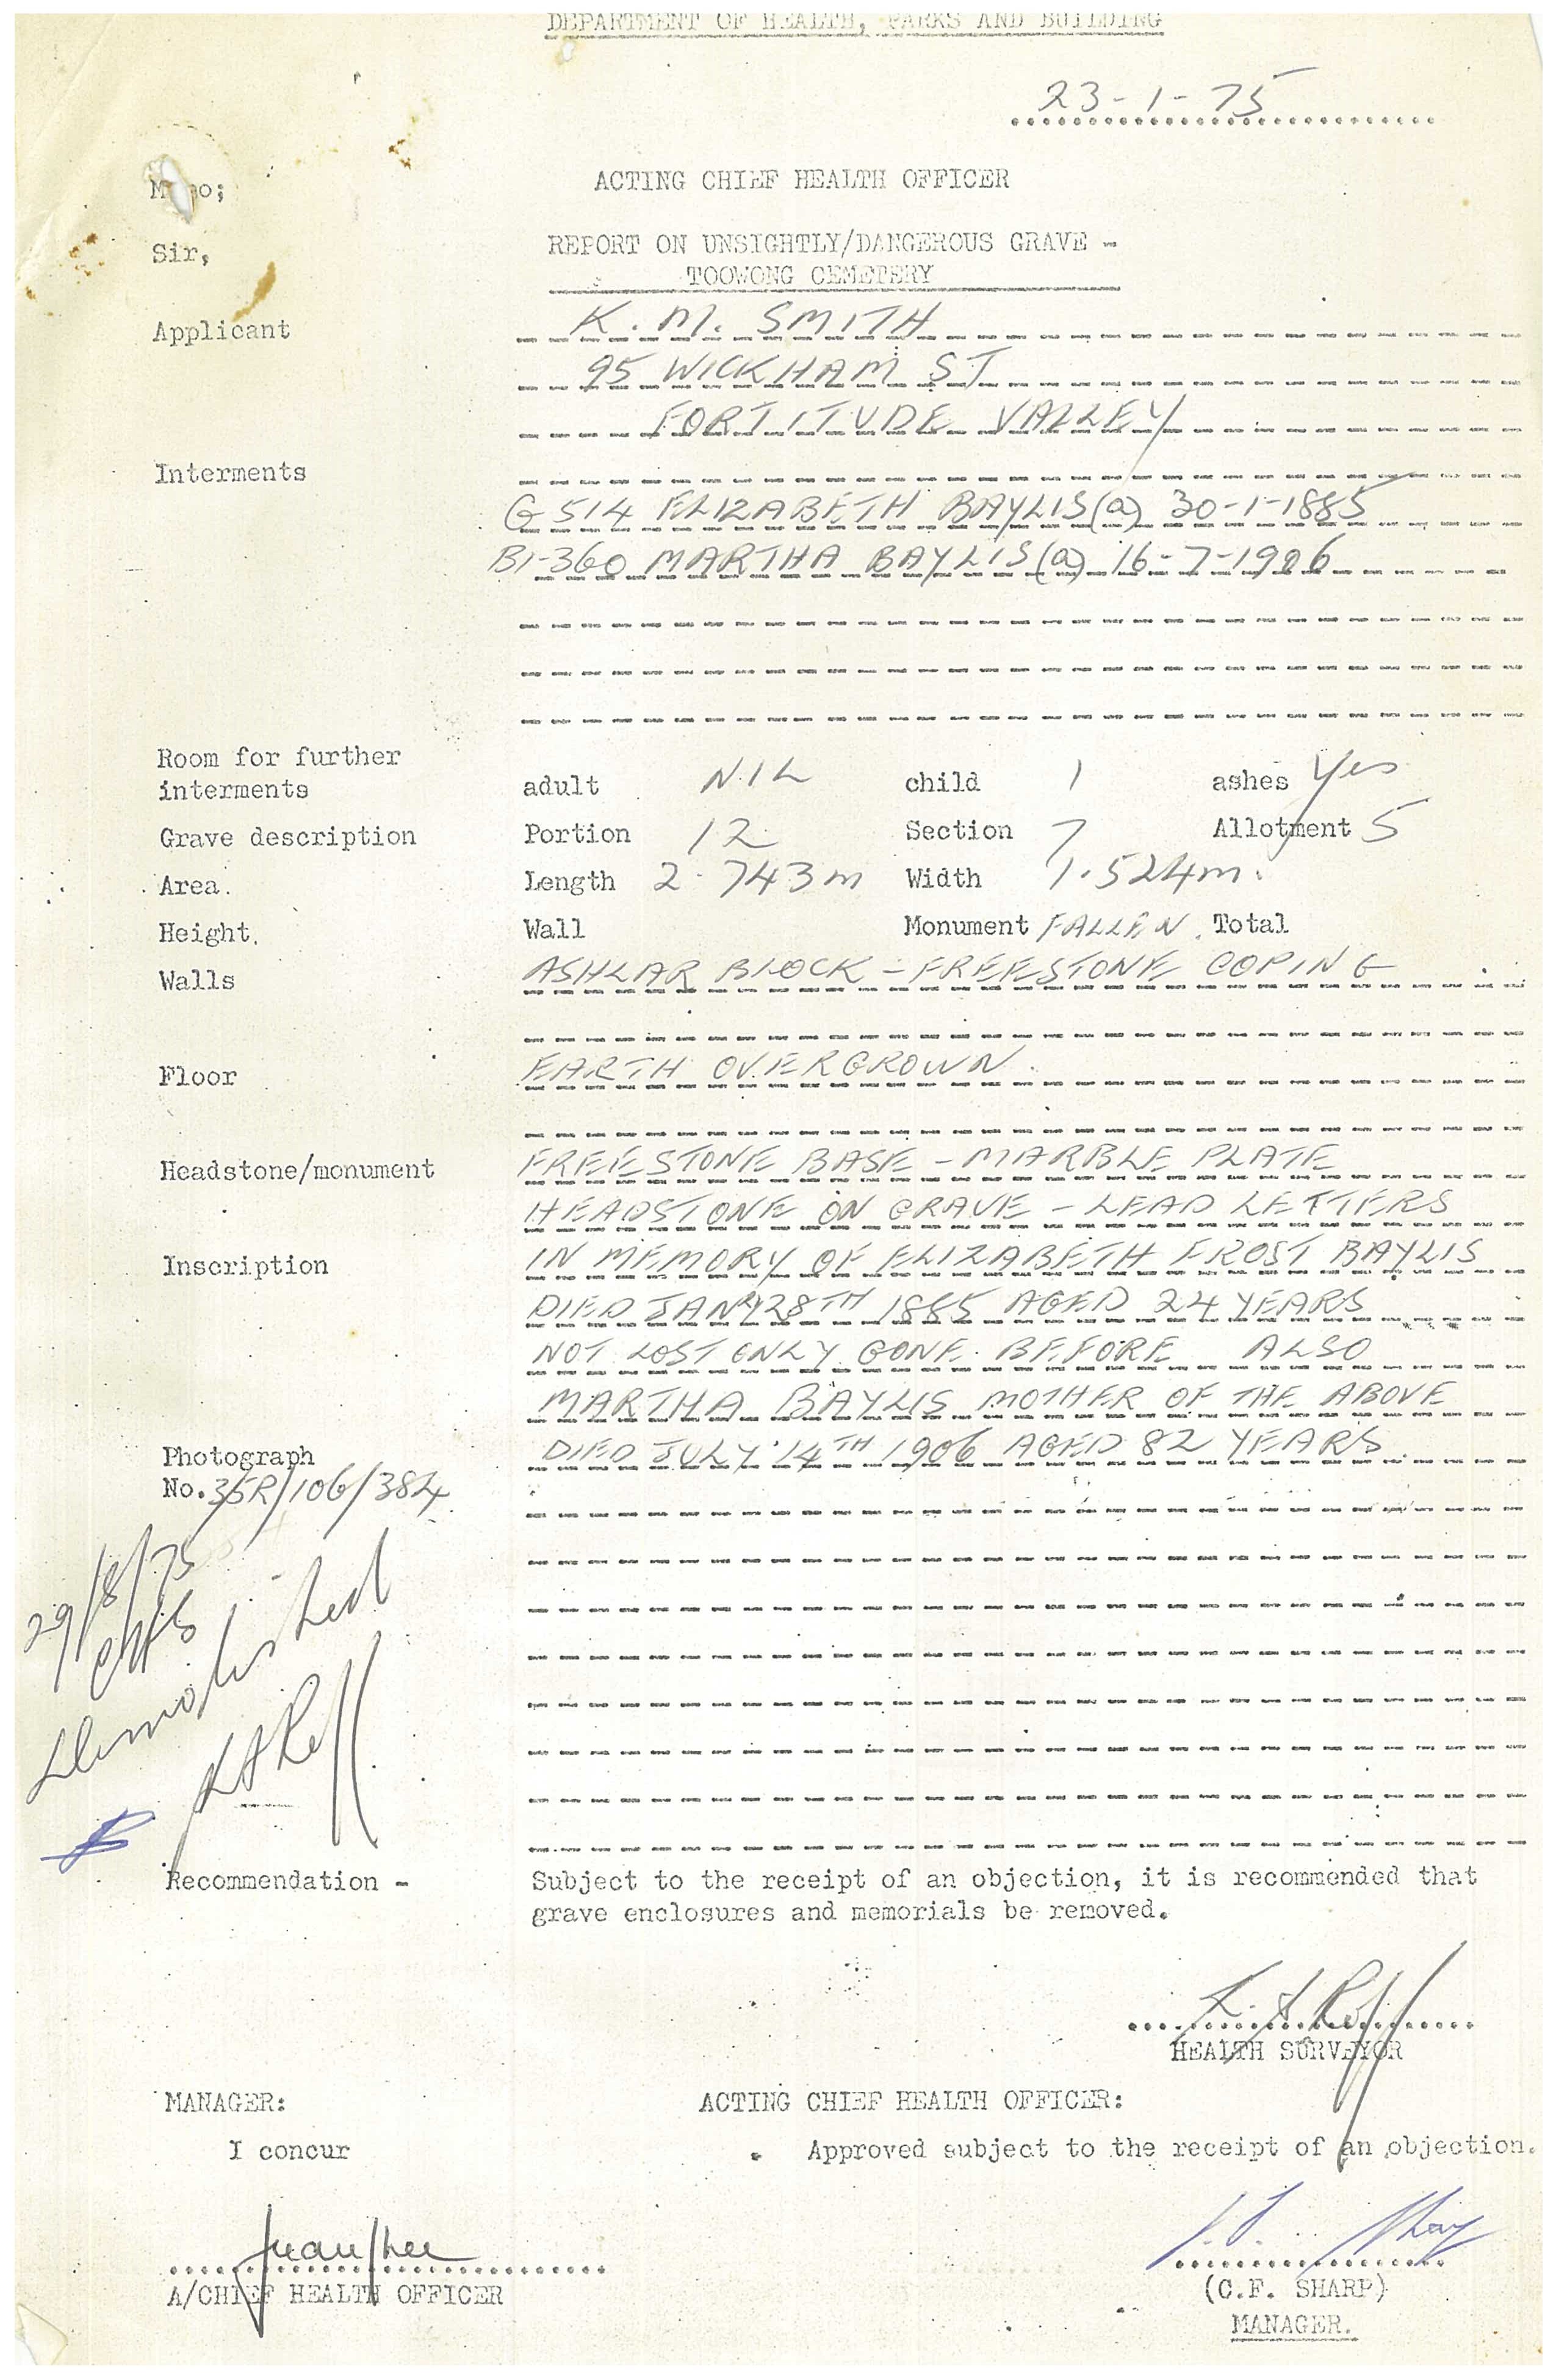 DEPARTMENT OF HEALTH, PARKS AND BUILDING
23-1-75
ACTING CHIEF HEALTH OFFICER
Sir,
REPORT ON UNSIGHTLY/DANGEROUS GRAVE -
TOOWONG CEMETERY
Applicant K. M. SMITH
95 WICKHAM ST
FORTITUDE VALLEY
Interments
G514 ELIZABETH BAYLIS (a) 30-1-1885
B1-360 MARTHA BAYLIS (a) 16-7-1906
Room for further
interments adult NIL child 1 ashes Yes
Grave description Portion 12 Section 7 Allotment 5
Area. Length 2.743m Width 1.524m.
Height. Wall Monument FALLEN. Total
Walls ASHLAR BLOCK - FREESTONE COPING
Floor EARTH OVERGROWN.
Headstone/monument FREESTONE BASE - MARBLE PLATE
HEADSTONE ON GRAVE - LEAD LETTERS
Inscription IN MEMORY OF ELIZABETH FROST BAYLIS
DIED JANRY 28TH 1885 AGED 24 YEARS
NOT LOST ONLY GONE BEFORE ALSO
MARTHA BAYLIS MOTHER OF THE ABOVE
Photograph DIED JULY 14TH 1906 AGED 82 YEARS.
No. 35R/106/384
29/8/75
demolished
Recommendation - Subject to the receipt of an objection, it is recommended that
grave enclosures and memorials be removed.
HEALTH SURVEYOR
MANAGER: ACTING CHIEF HEALTH OFFICER:
I concur Approved subject to the receipt of an objection.
A/CHIEF HEALTH OFFICER (C.F. SHARP)
MANAGER.